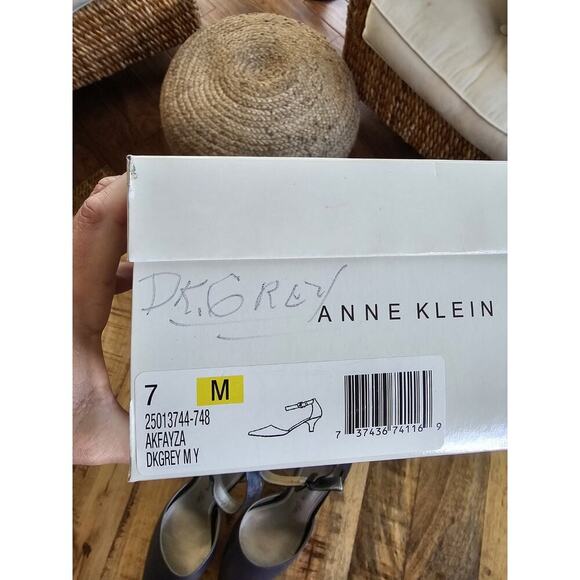 DK. GREY
ANNE KLEIN
7 M
25013744-748
AKFAYZA
DKGREY M Y
7 37436 74116 9